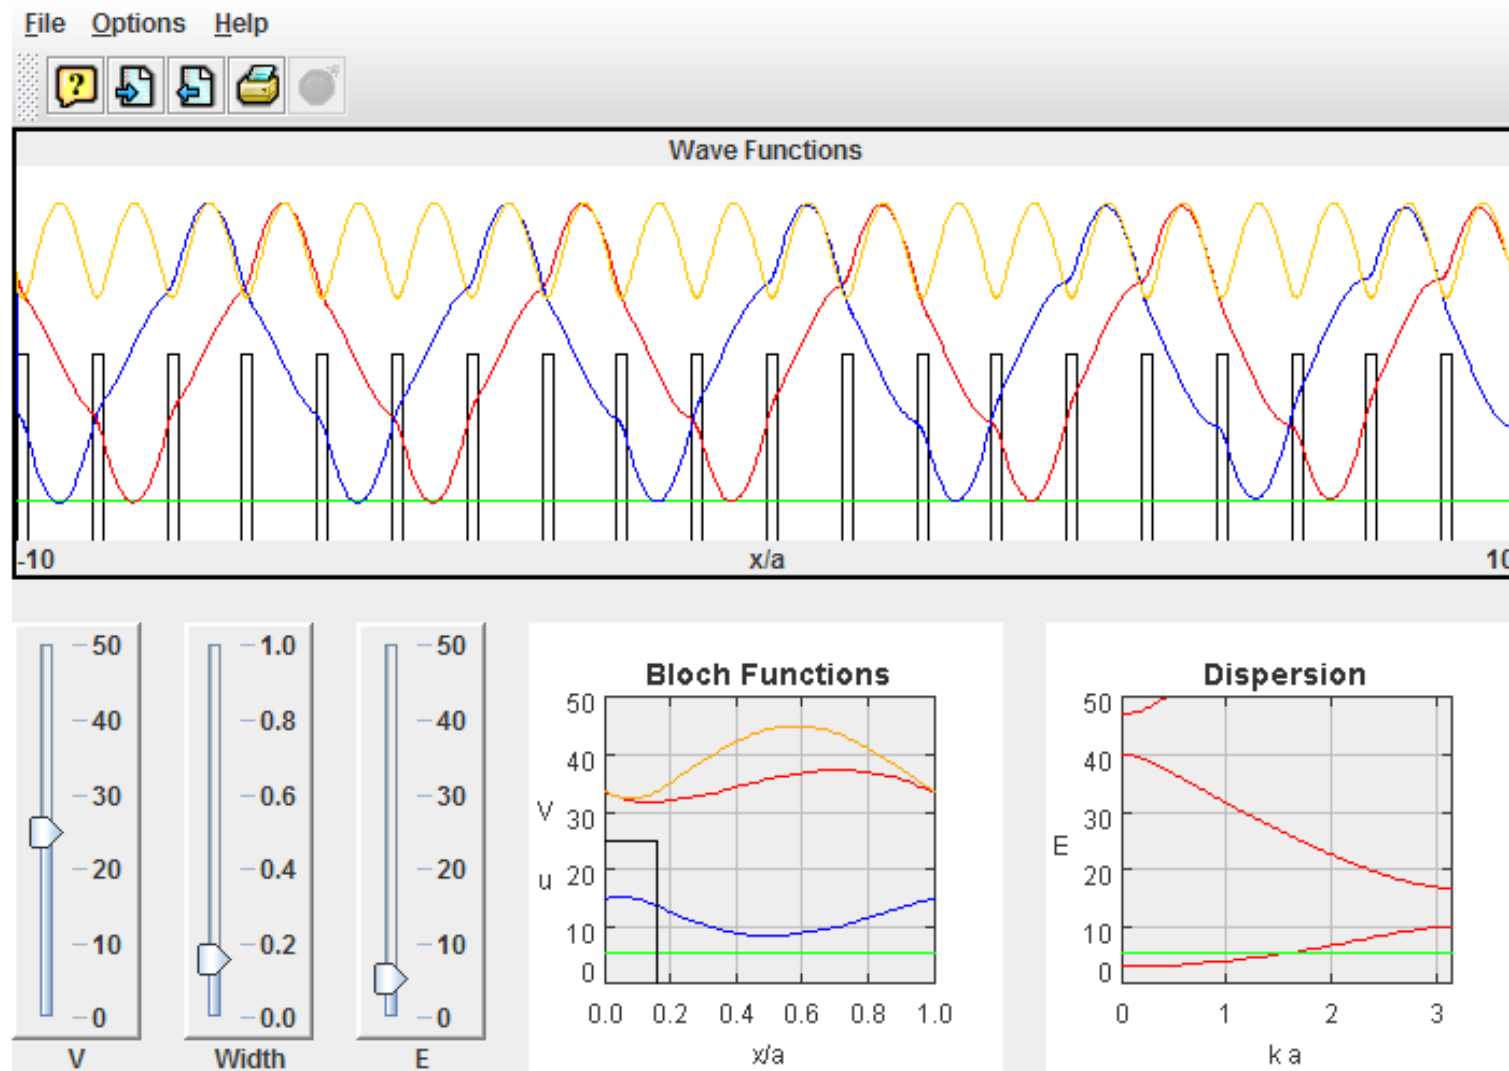 File Options Help
?
Wave Functions
-10 x/a 10
50 1.0 50
40 0.8 40
30 0.6 30
20 0.4 20
10 0.2 10
0 0.0 0
V Width E
Bloch Functions
50
40
30
20
10
0
V
u
0.0 0.2 0.4 0.6 0.8 1.0
x/a
Dispersion
50
40
30
20
10
0
E
0 1 2 3
k a